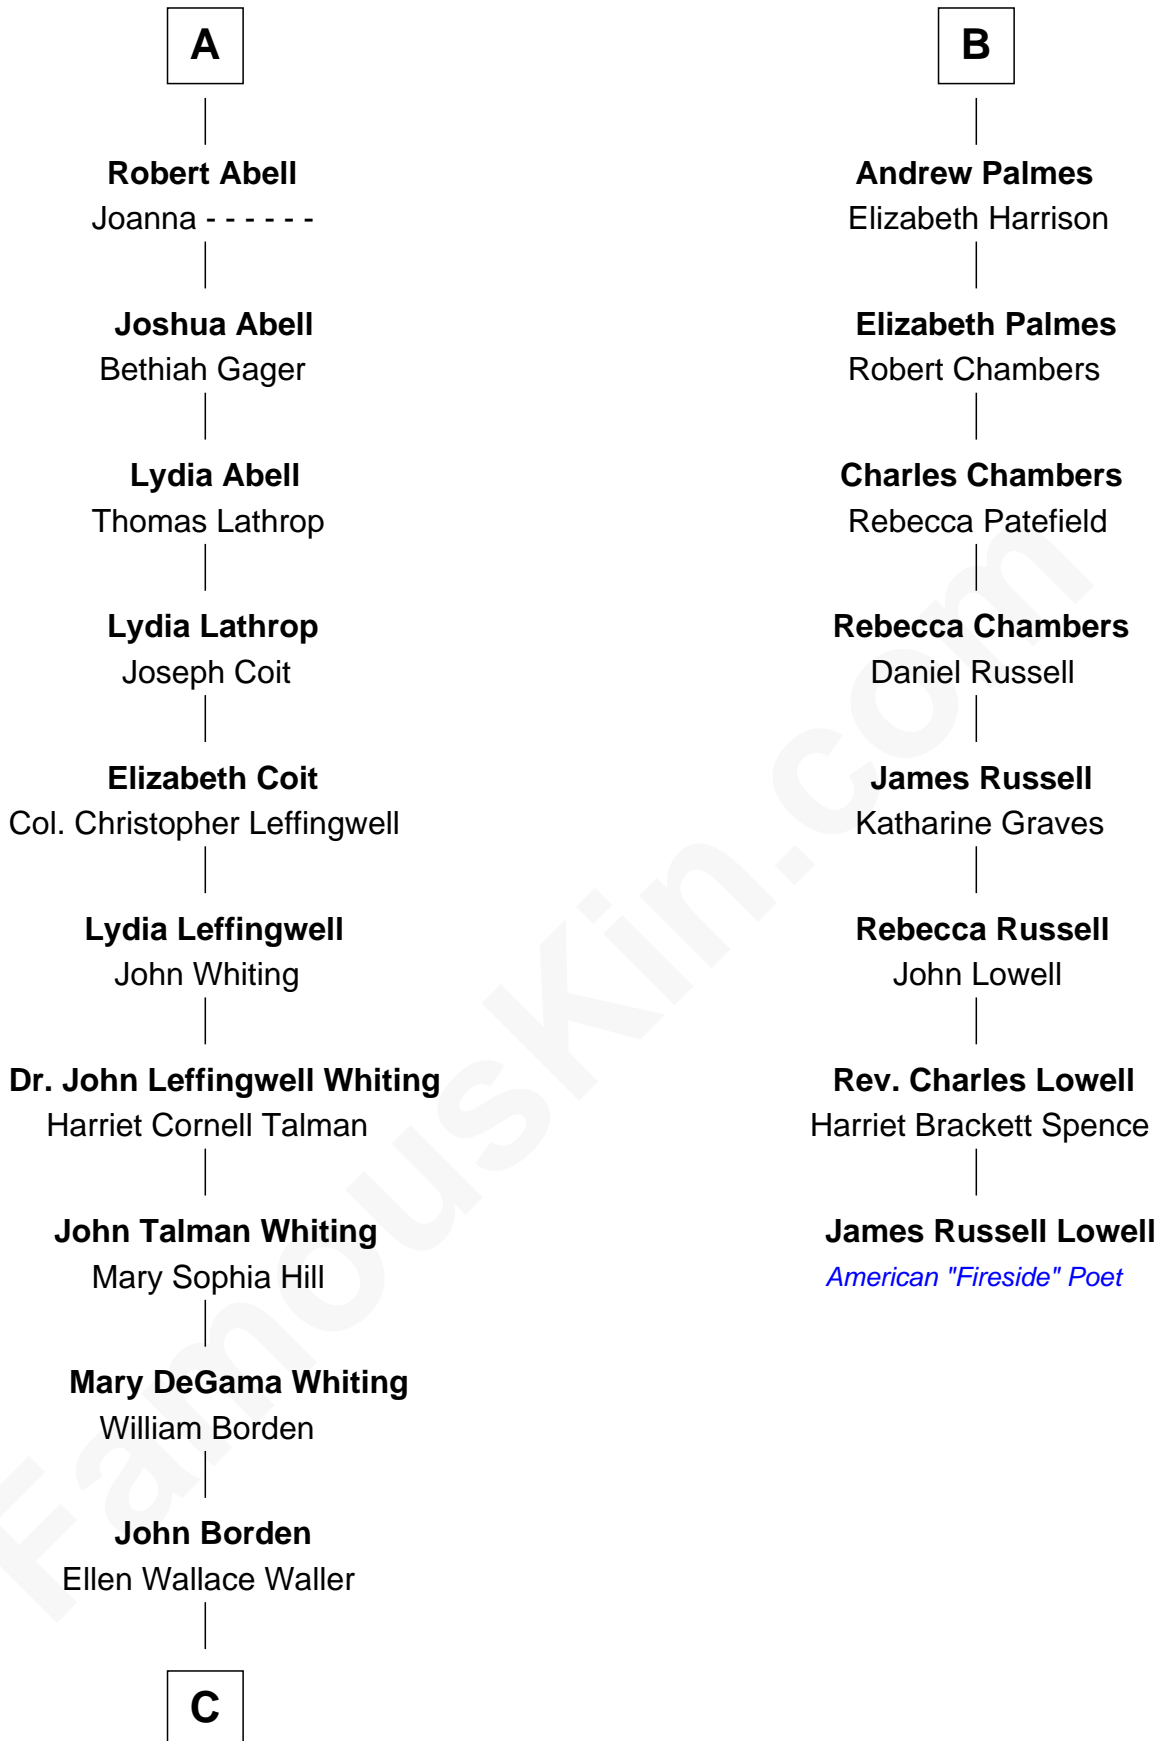 A
Robert Abell
Joanna - - - - - -
Joshua Abell
Bethiah Gager
Lydia Abell
Thomas Lathrop
Lydia Lathrop
Joseph Coit
Elizabeth Coit
Col. Christopher Leffingwell
Lydia Leffingwell
John Whiting
Dr. John Leffingwell Whiting
Harriet Cornell Talman
John Talman Whiting
Mary Sophia Hill
Mary DeGama Whiting
William Borden
John Borden
Ellen Wallace Waller
C
B
Andrew Palmes
Elizabeth Harrison
Elizabeth Palmes
Robert Chambers
Charles Chambers
Rebecca Patefield
Rebecca Chambers
Daniel Russell
James Russell
Katharine Graves
Rebecca Russell
John Lowell
Rev. Charles Lowell
Harriet Brackett Spence
James Russell Lowell
American "Fireside" Poet
FamousKin.com